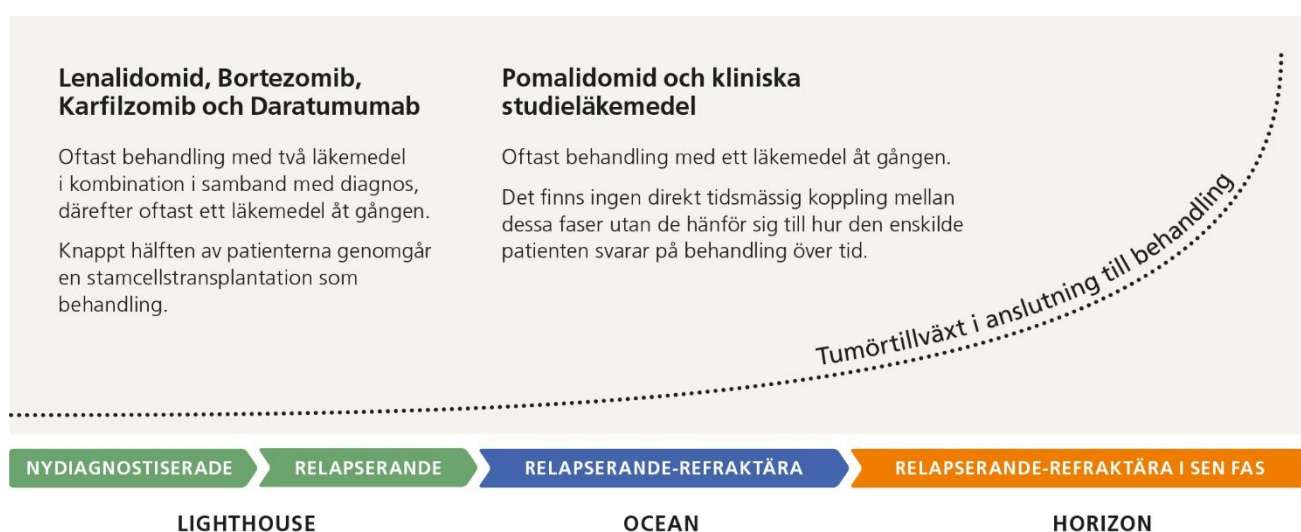 Lenalidomid, Bortezomib,
Karfilzomib och Daratumumab
Oftast behandling med två läkemedel
i kombination i samband med diagnos,
därefter oftast ett läkemedel åt gången.
Knappt hälften av patienterna genomgår
en stamcellstransplantation som
behandling.
Pomalidomid och kliniska
studieläkemedel
Oftast behandling med ett läkemedel åt gången.
Det finns ingen direkt tidsmässig koppling mellan
dessa faser utan de hänför sig till hur den enskilde
patienten svarar på behandling över tid.
Tumörtillväxt i anslutning till behandling
NYDIAGNOSTISERADE
RELAPSERANDE
RELAPSERANDE-REFRAKTÄRA
RELAPSERANDE-REFRAKTÄRA I SEN FAS
LIGHTHOUSE
OCEAN
HORIZON